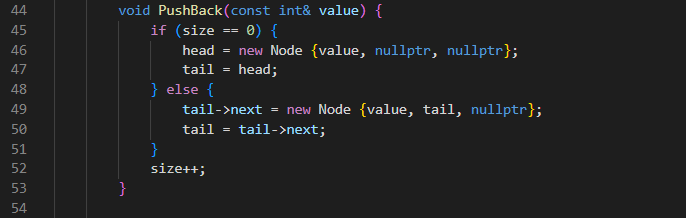 44 void PushBack(const int& value) {
45 if (size == 0) {
46 head = new Node {value, nullptr, nullptr};
47 tail = head;
48 } else {
49 tail->next = new Node {value, tail, nullptr};
50 tail = tail->next;
51 }
52 size++;
53 }
54